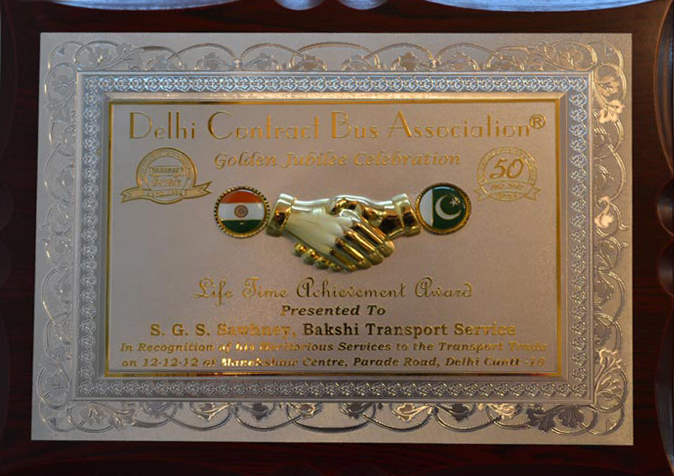 Delhi Contract Bus Association®
Golden Jubilee Celebration
50
Life Time Achievement Award
Presented To
S. G. S. Sawhney, Bakshi Transport Service
In Recognition of his Meritorious Services to the Transport Trade
on 12-12-12 at Manekshaw Centre, Parade Road, Delhi Cantt -10